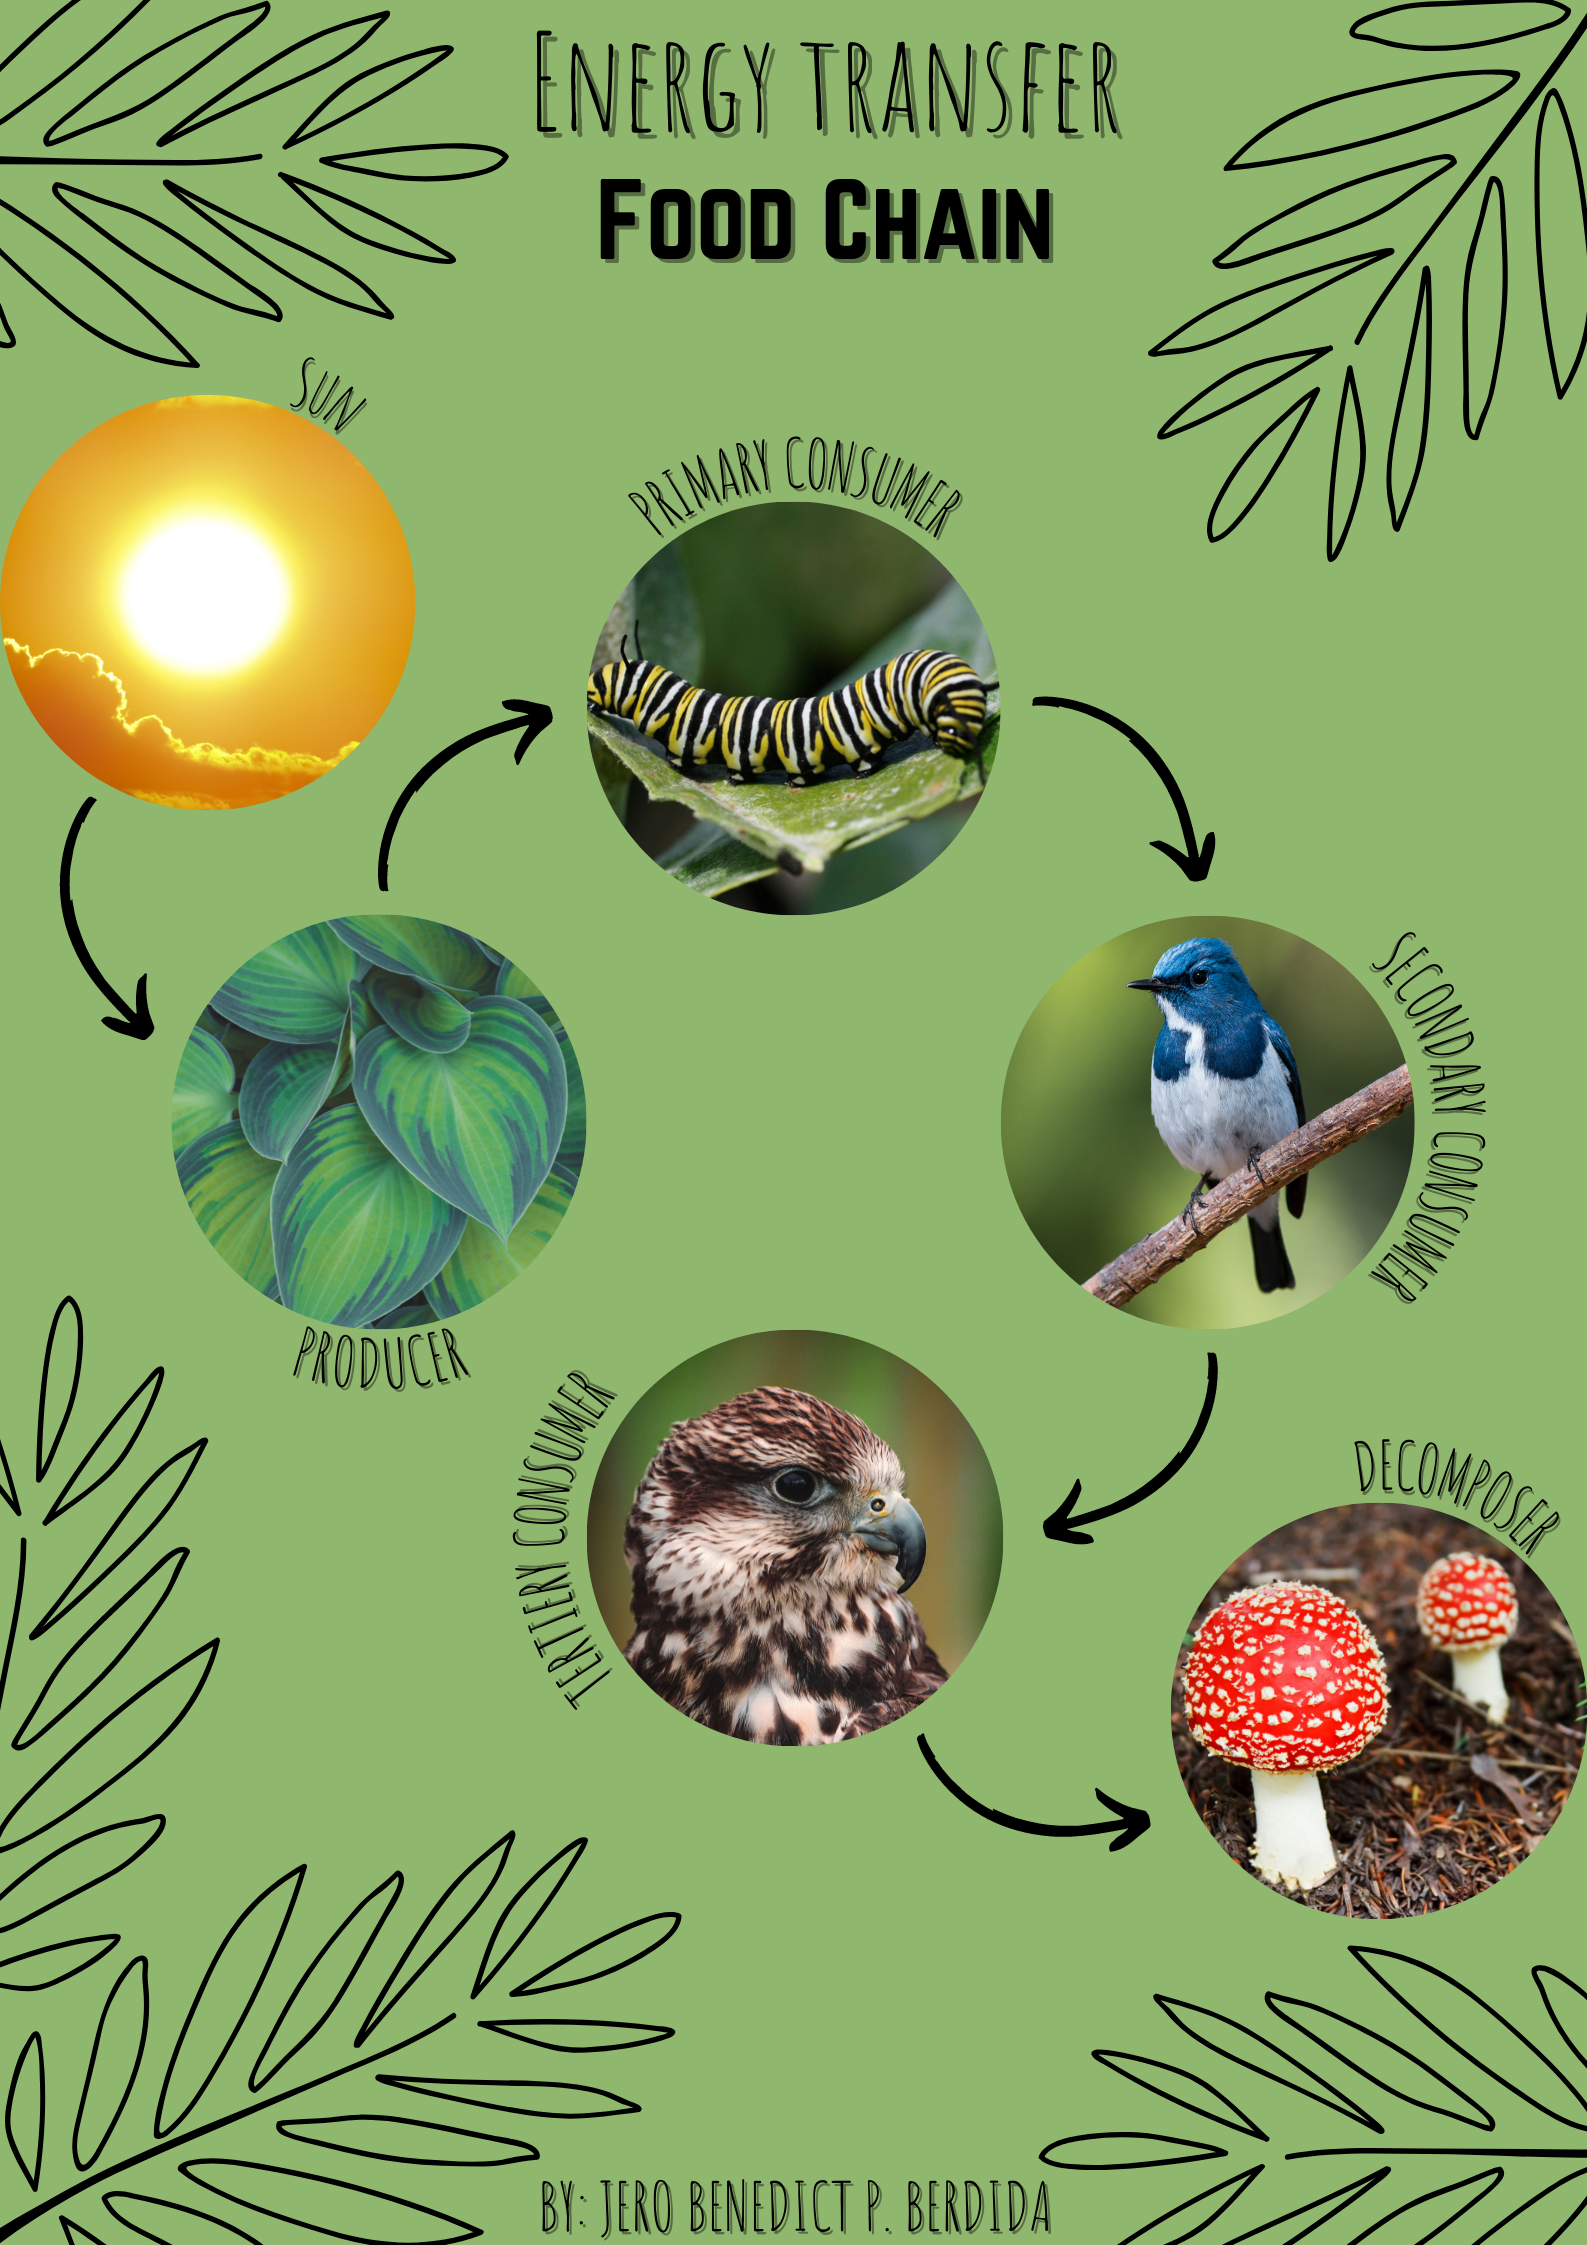 ENERGY TRANSFER
FOOD CHAIN
SUN
PRIMARY CONSUMER
SECONDARY CONSUMER
PRODUCER
TERTIERY CONSUMER
DECOMPOSER
BY: JERO BENEDICT P. BERDIDA